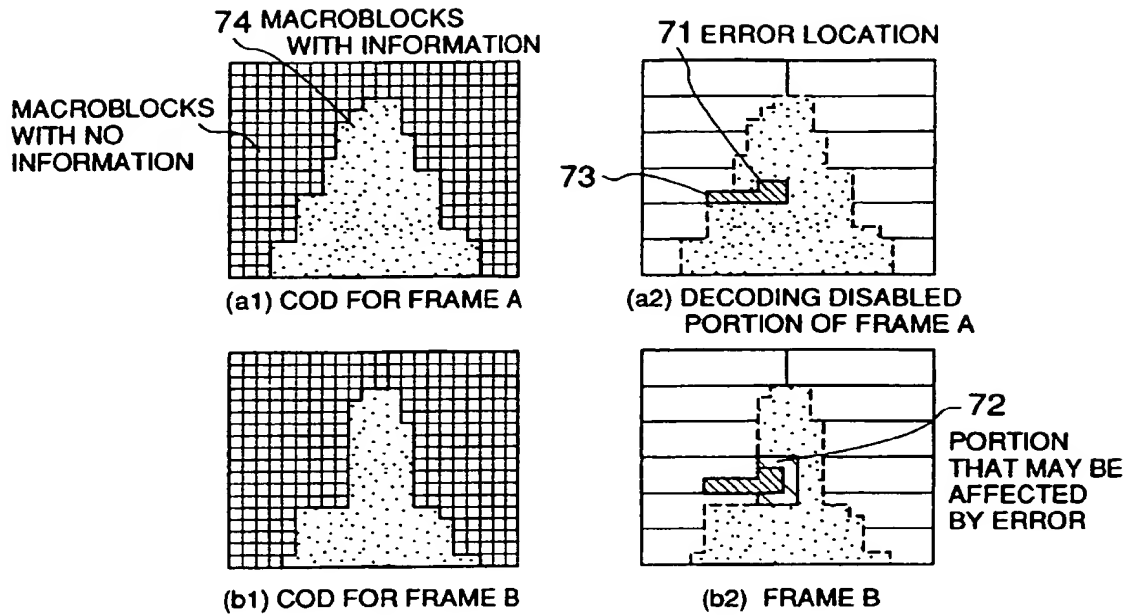 74 MACROBLOCKS
WITH INFORMATION
71 ERROR LOCATION
MACROBLOCKS
WITH NO
INFORMATION
73
(a1) COD FOR FRAME A
(a2) DECODING DISABLED
PORTION OF FRAME A
72
PORTION
THAT MAY BE
AFFECTED
BY ERROR
(b1) COD FOR FRAME B
(b2) FRAME B